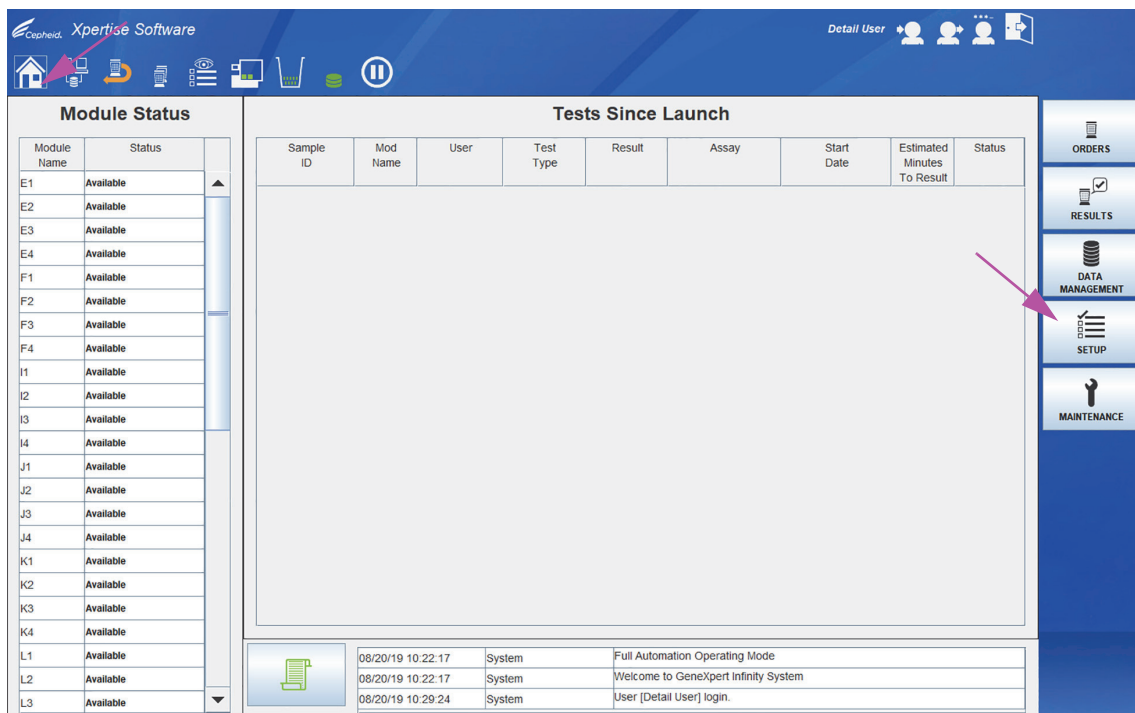 Cepheid. Xpertise Software
Detail User
Module Status
Module Name
Status
E1 Available
E2 Available
E3 Available
E4 Available
F1 Available
F2 Available
F3 Available
F4 Available
I1 Available
I2 Available
I3 Available
I4 Available
J1 Available
J2 Available
J3 Available
J4 Available
K1 Available
K2 Available
K3 Available
K4 Available
L1 Available
L2 Available
L3 Available
Tests Since Launch
Sample ID
Mod Name
User
Test Type
Result
Assay
Start Date
Estimated Minutes To Result
Status
08/20/19 10:22:17 System Full Automation Operating Mode
08/20/19 10:22:17 System Welcome to GeneXpert Infinity System
08/20/19 10:29:24 System User [Detail User] login.
ORDERS
RESULTS
DATA
MANAGEMENT
SETUP
MAINTENANCE